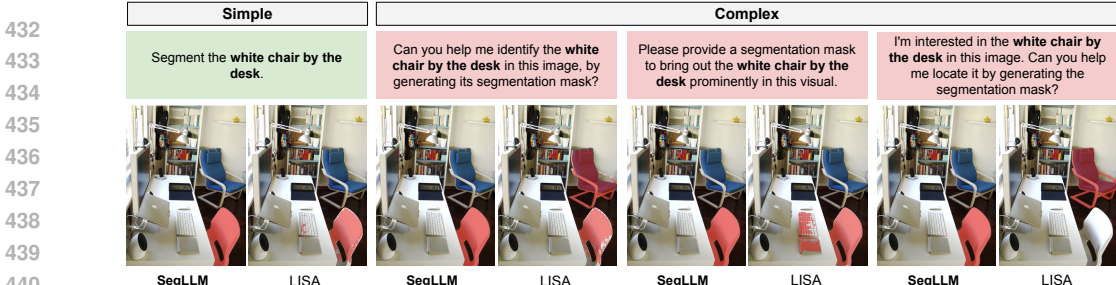 432
433
434
435
436
437
438
439
440
Simple
Complex
Segment the white chair by the
desk.
Can you help me identify the white
chair by the desk in this image, by
generating its segmentation mask?
Please provide a segmentation mask
to bring out the white chair by the
desk prominently in this visual.
I'm interested in the white chair by
the desk in this image. Can you help
me locate it by generating the
segmentation mask?
SegLLM
LISA
SegLLM
LISA
SegLLM
LISA
SegLLM
LISA